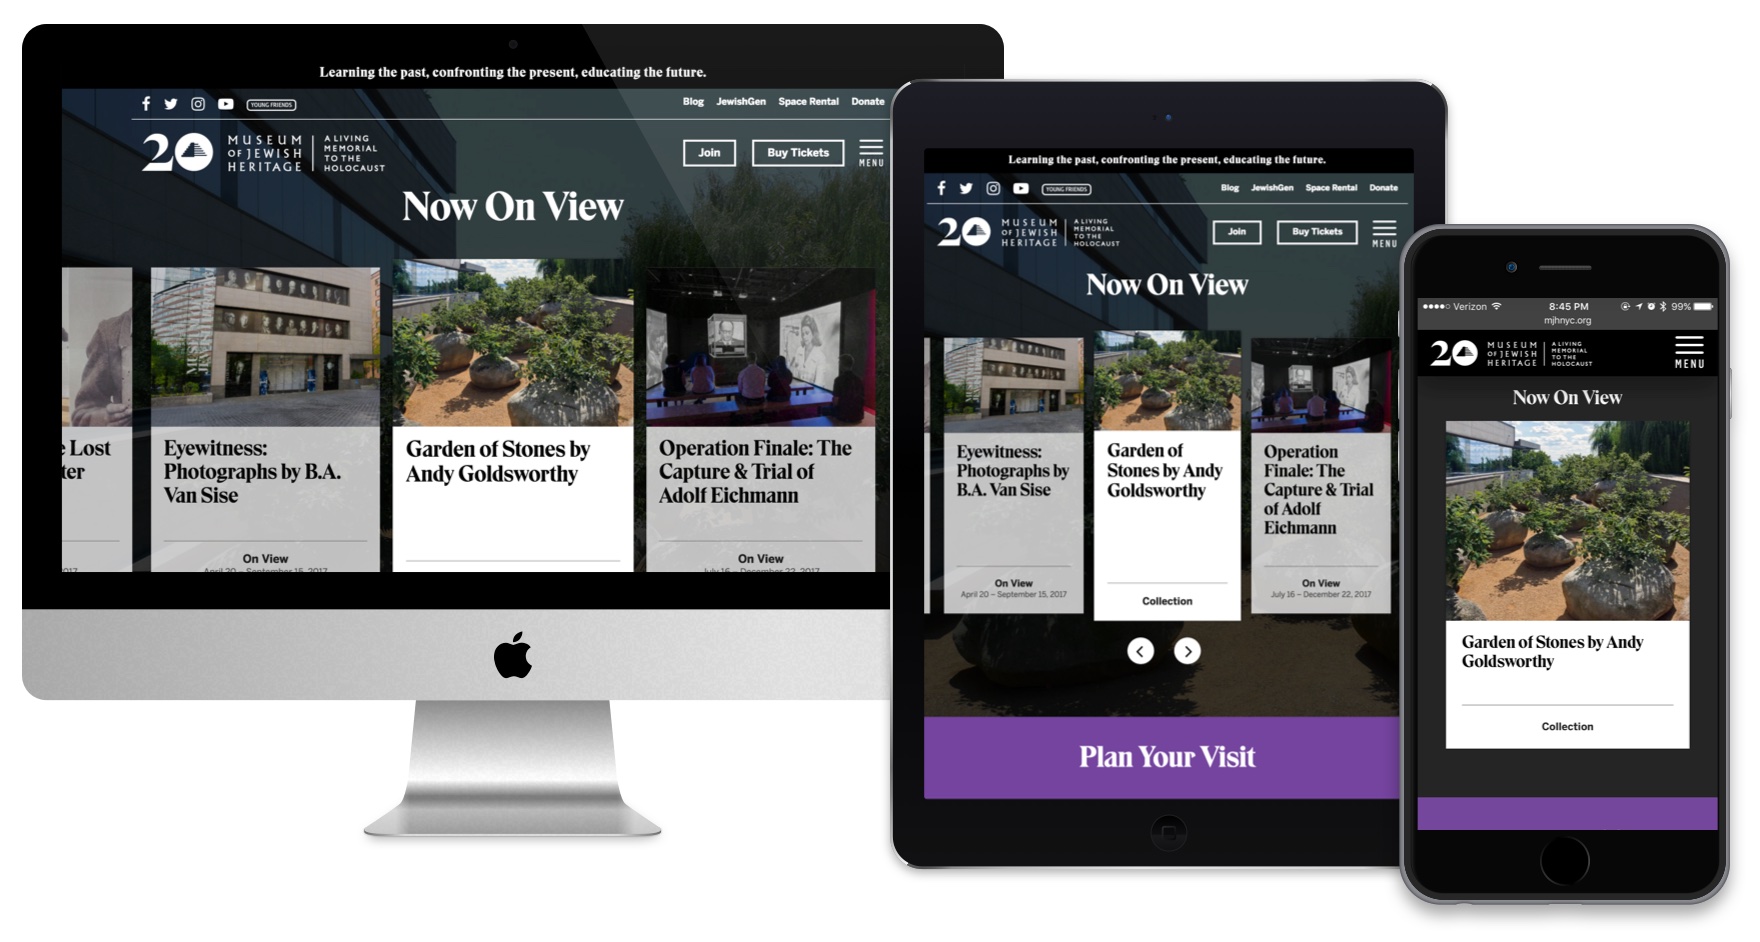 Learning the past, confronting the present, educating the future.
YOUNG FRIENDS
Blog JewishGen Space Rental Donate
20 MUSEUM OF JEWISH HERITAGE A LIVING MEMORIAL TO THE HOLOCAUST
Join Buy Tickets MENU
Now On View
e Lost
ter
2017
Eyewitness:
Photographs by B.A.
Van Sise
On View
April 20 – September 15, 2017
Garden of Stones by
Andy Goldsworthy
Operation Finale: The
Capture & Trial of
Adolf Eichmann
On View
July 16 – December 22, 2017
Learning the past, confronting the present, educating the future.
YOUNG FRIENDS
Blog JewishGen Space Rental Donate
20 MUSEUM OF JEWISH HERITAGE A LIVING MEMORIAL TO THE HOLOCAUST
Join Buy Tickets MENU
Now On View
Eyewitness:
Photographs by
B.A. Van Sise
On View
April 20 – September 15, 2017
Garden of
Stones by Andy
Goldsworthy
Collection
Operation
Finale: The
Capture & Trial
of Adolf
Eichmann
On View
July 16 – December 22, 2017
Plan Your Visit
Verizon 8:45 PM 99%
mjhnyc.org
20 MUSEUM OF JEWISH HERITAGE A LIVING MEMORIAL TO THE HOLOCAUST
MENU
Now On View
Garden of Stones by Andy
Goldsworthy
Collection